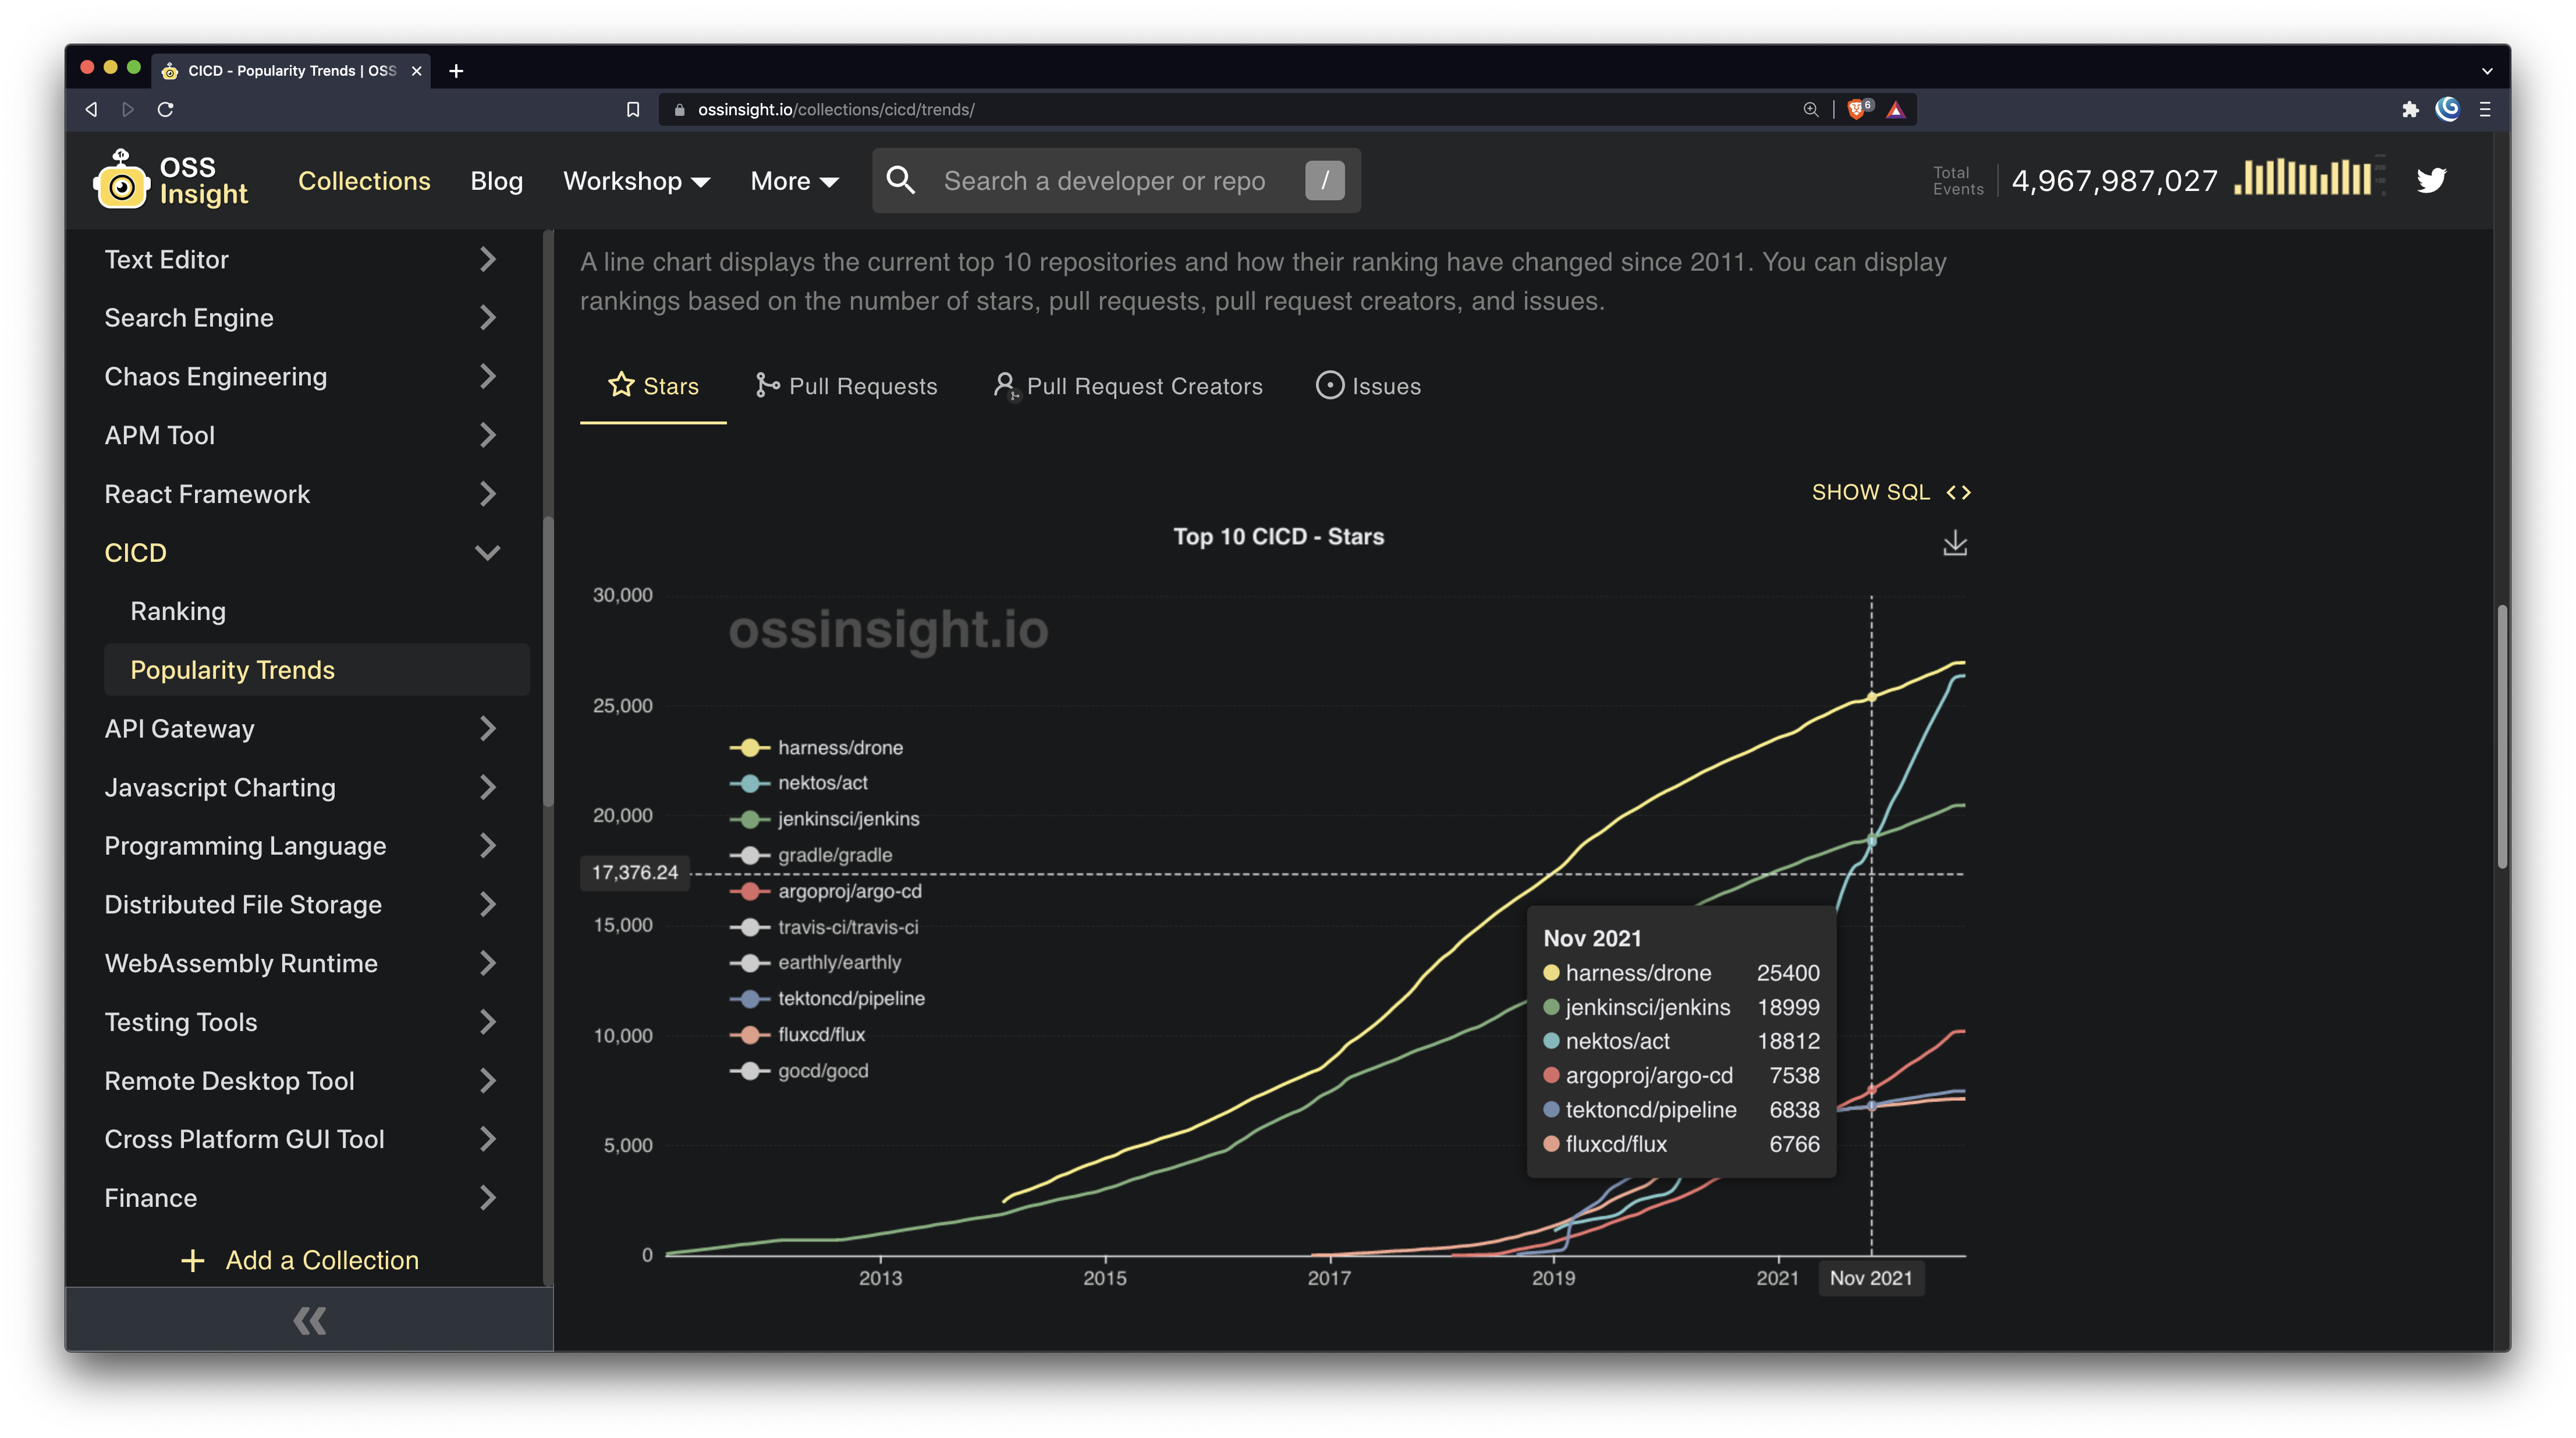 CICD - Popularity Trends | OSS
ossinsight.io/collections/cicd/trends/
6
OSS
Insight
Collections
Blog
Workshop
More
Search a developer or repo
/
Total
Events
4,967,987,027
Text Editor
Search Engine
Chaos Engineering
APM Tool
React Framework
CICD
Ranking
Popularity Trends
API Gateway
Javascript Charting
Programming Language
Distributed File Storage
WebAssembly Runtime
Testing Tools
Remote Desktop Tool
Cross Platform GUI Tool
Finance
+ Add a Collection
A line chart displays the current top 10 repositories and how their ranking have changed since 2011. You can display
rankings based on the number of stars, pull requests, pull request creators, and issues.
Stars
Pull Requests
Pull Request Creators
Issues
SHOW SQL <>
Top 10 CICD - Stars
ossinsight.io
30,000
25,000
20,000
17,376.24
15,000
10,000
5,000
0
harness/drone
nektos/act
jenkinsci/jenkins
gradle/gradle
argoproj/argo-cd
travis-ci/travis-ci
earthly/earthly
tektoncd/pipeline
fluxcd/flux
gocd/gocd
Nov 2021
harness/drone 25400
jenkinsci/jenkins 18999
nektos/act 18812
argoproj/argo-cd 7538
tektoncd/pipeline 6838
fluxcd/flux 6766
2013
2015
2017
2019
2021
Nov 2021